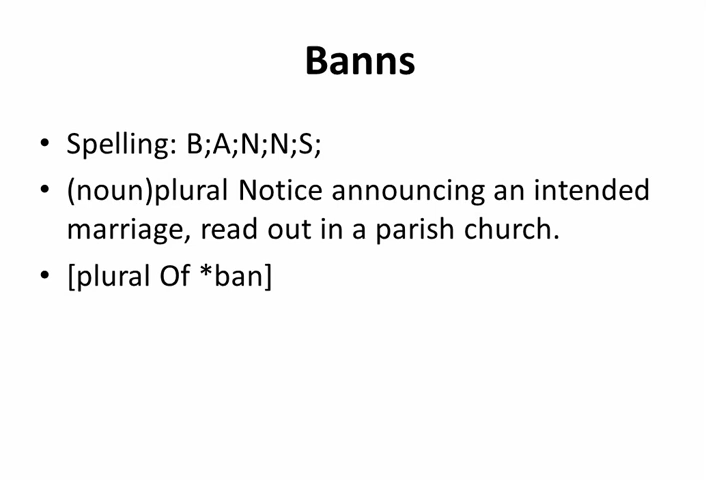 Banns
• Spelling: B;A;N;N;S;
• (noun)plural Notice announcing an intended
marriage, read out in a parish church.
• [plural Of *ban]